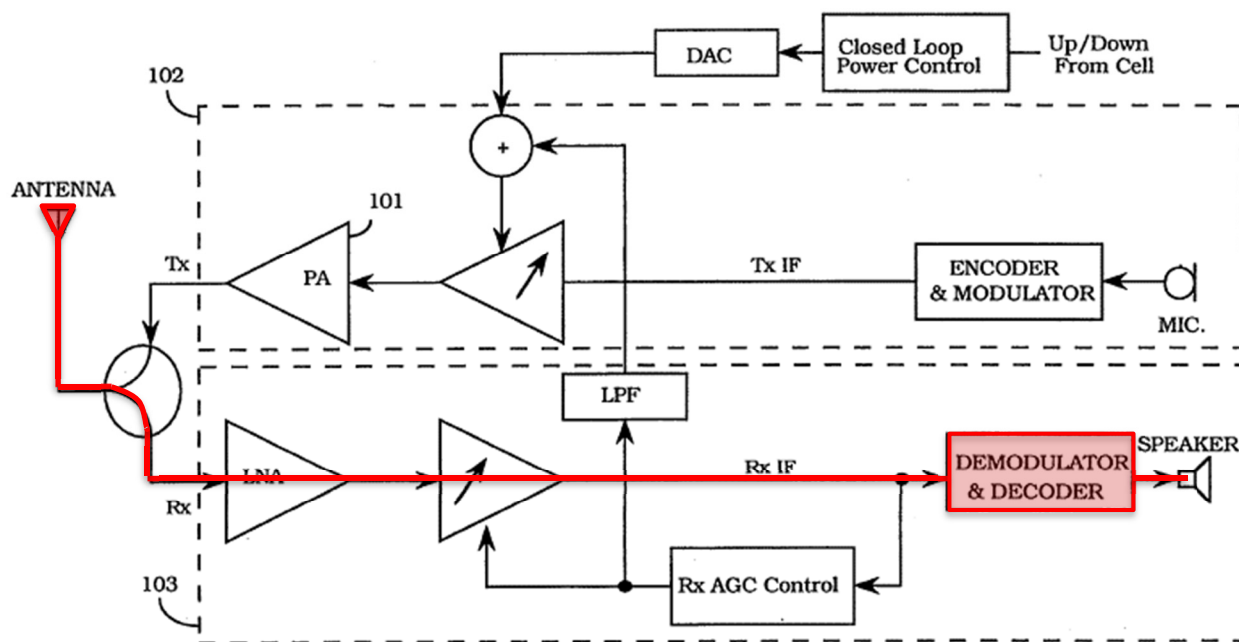 DAC
Closed Loop
Power Control
Up/Down
From Cell
102
+
ANTENNA
101
Tx
PA
Tx IF
ENCODER
& MODULATOR
MIC.
LPF
SPEAKER
LNA
Rx IF
DEMODULATOR
& DECODER
Rx
Rx AGC Control
103